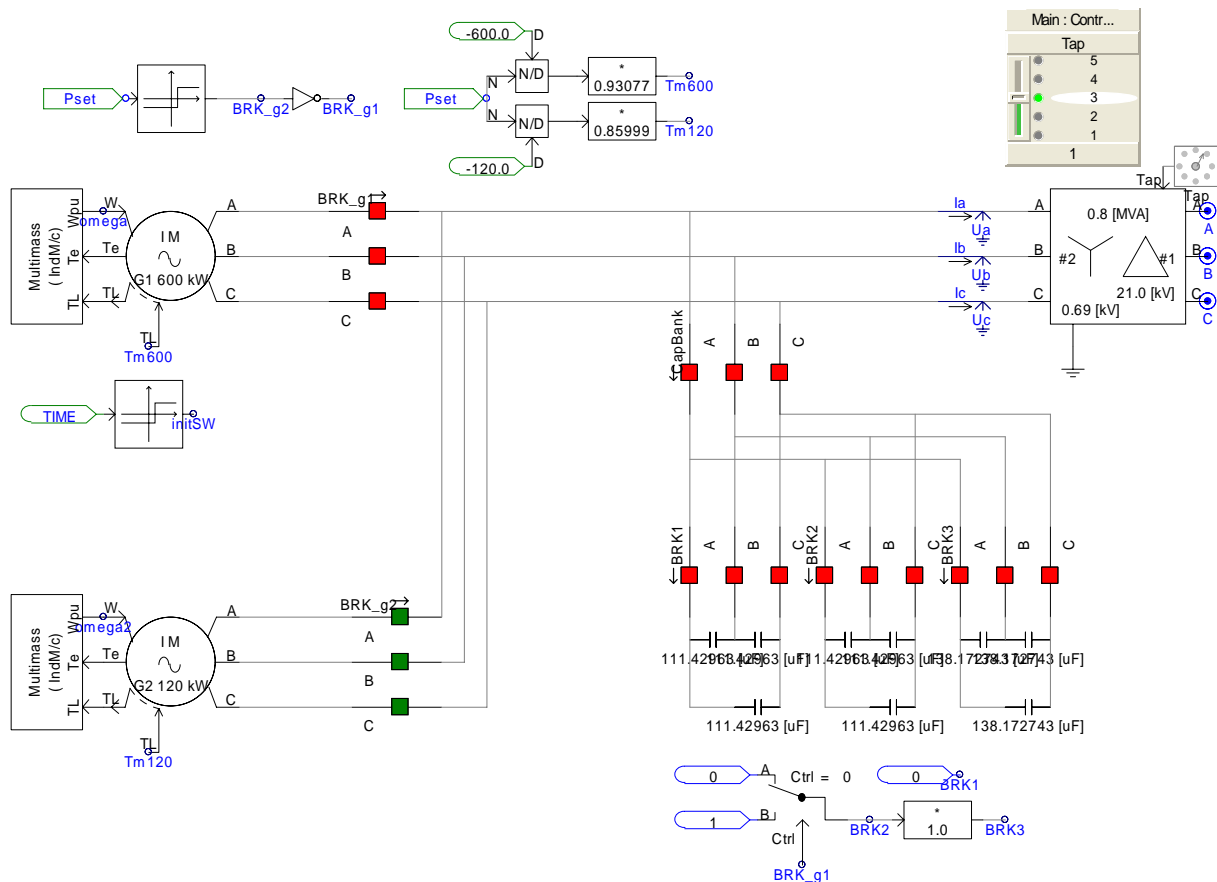 Main : Contr...
Tap
5
4
3
2
1
1
-600.0
D
N/D
N
*
0.93077
Tm600
Pset
BRK_g2
BRK_g1
Pset
N
N/D
*
0.85999
Tm120
-120.0
D
Multimass
( IndM/c)
Wpu
Te
TL
W
omega
Te
TL
IM
G1 600 kW
A
B
C
TL
Tm600
BRK_g1
A
B
C
Ia
Ua
Ib
Ub
Ic
Uc
Tap
Tap
A
B
C
0.8 [MVA]
#2
#1
21.0 [kV]
0.69 [kV]
A
B
C
A
B
C
CapBank
A
B
C
TIME
initSW
BRK1
A
B
C
BRK2
A
B
C
BRK3
A
B
C
Multimass
( IndM/c)
Wpu
Te
TL
W
omega2
Te
TL
IM
G2 120 kW
A
B
C
TL
Tm120
BRK_g2
A
B
C
111.42963 [uF]
111.42963 [uF]
138.172743 [uF]
0
A
Ctrl = 0
0
BRK1
1
B
Ctrl
BRK2
*
1.0
BRK3
BRK_g1